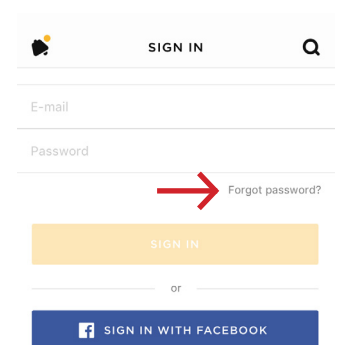 SIGN IN
E-mail
Password
Forgot password?
SIGN IN
or
SIGN IN WITH FACEBOOK